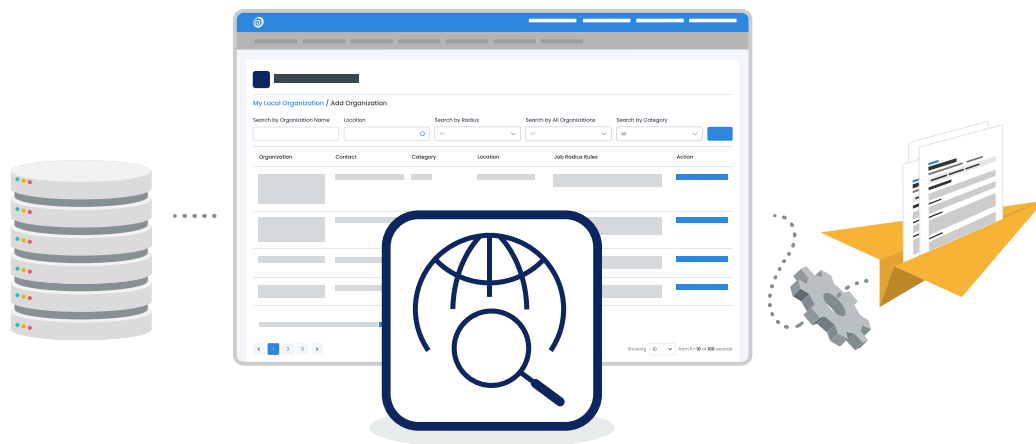 My Local Organization / Add Organization
Search by Organization Name Location Search by Radius Search by All Organizations Search by Category
All All All
Organization Contact Category Location Job Radius Rules Action
1 2 3 Showing 10 from 1 - 10 of 100 records